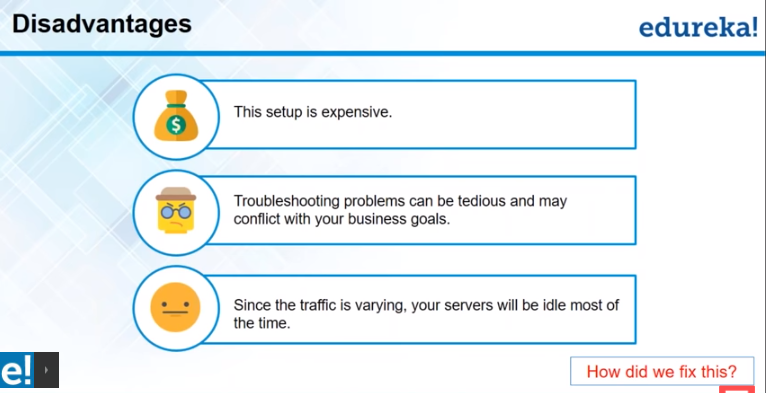 Disadvantages
edureka!
$
This setup is expensive.
Troubleshooting problems can be tedious and may
conflict with your business goals.
Since the traffic is varying, your servers will be idle most of
the time.
e!
How did we fix this?